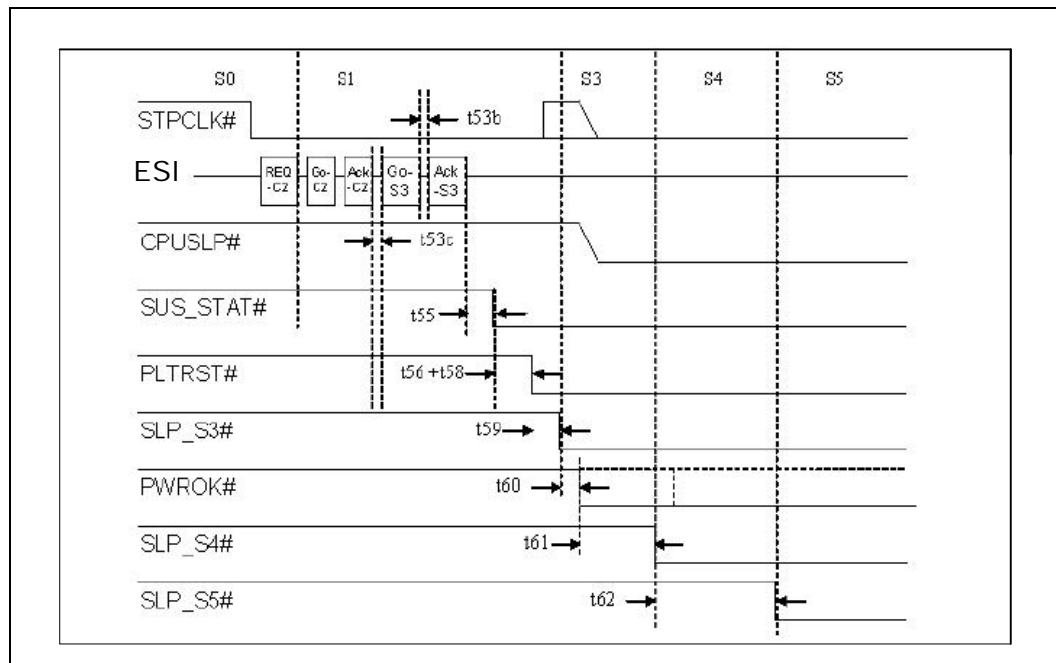 S0 S1 S3 S4 S5
STPCLK# t53b
ESI REQ -C2 Go- C2 Ack -C2 Go- S3 Ack -S3
CPUSLP# t53c
SUS_STAT# t55
PLTRST# t56+t58
SLP_S3# t59
PWROK# t60
SLP_S4# t61
SLP_S5# t62